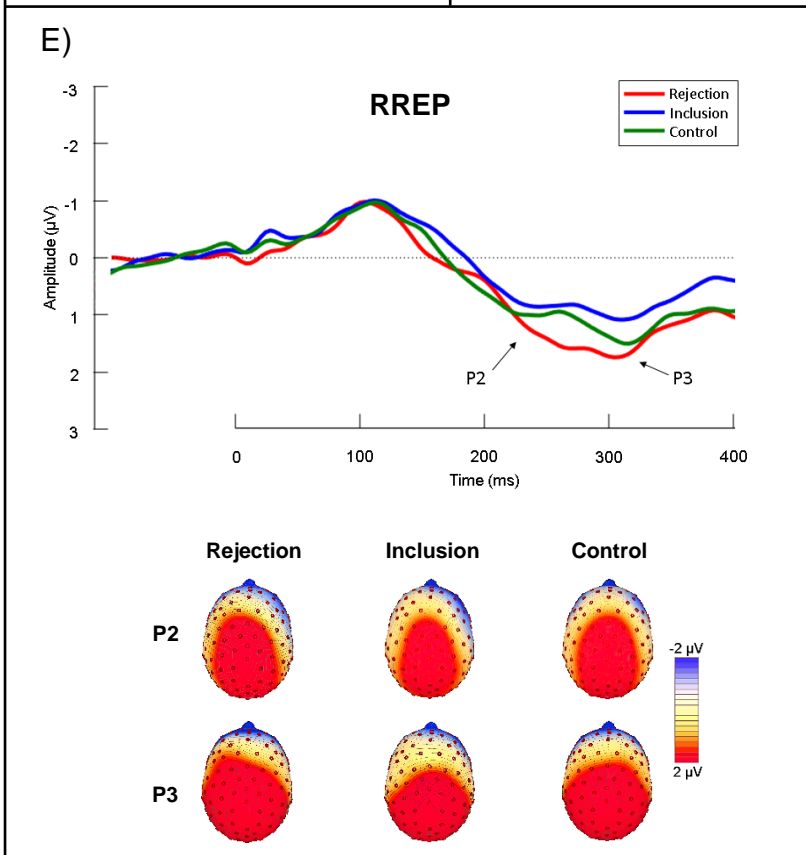 E)
RREP
Rejection
Inclusion
Control
-3
-2
-1
0
1
2
3
Amplitude (µV)
P2
P3
0 100 200 300 400
Time (ms)
Rejection Inclusion Control
P2
-2 µV
2 µV
P3